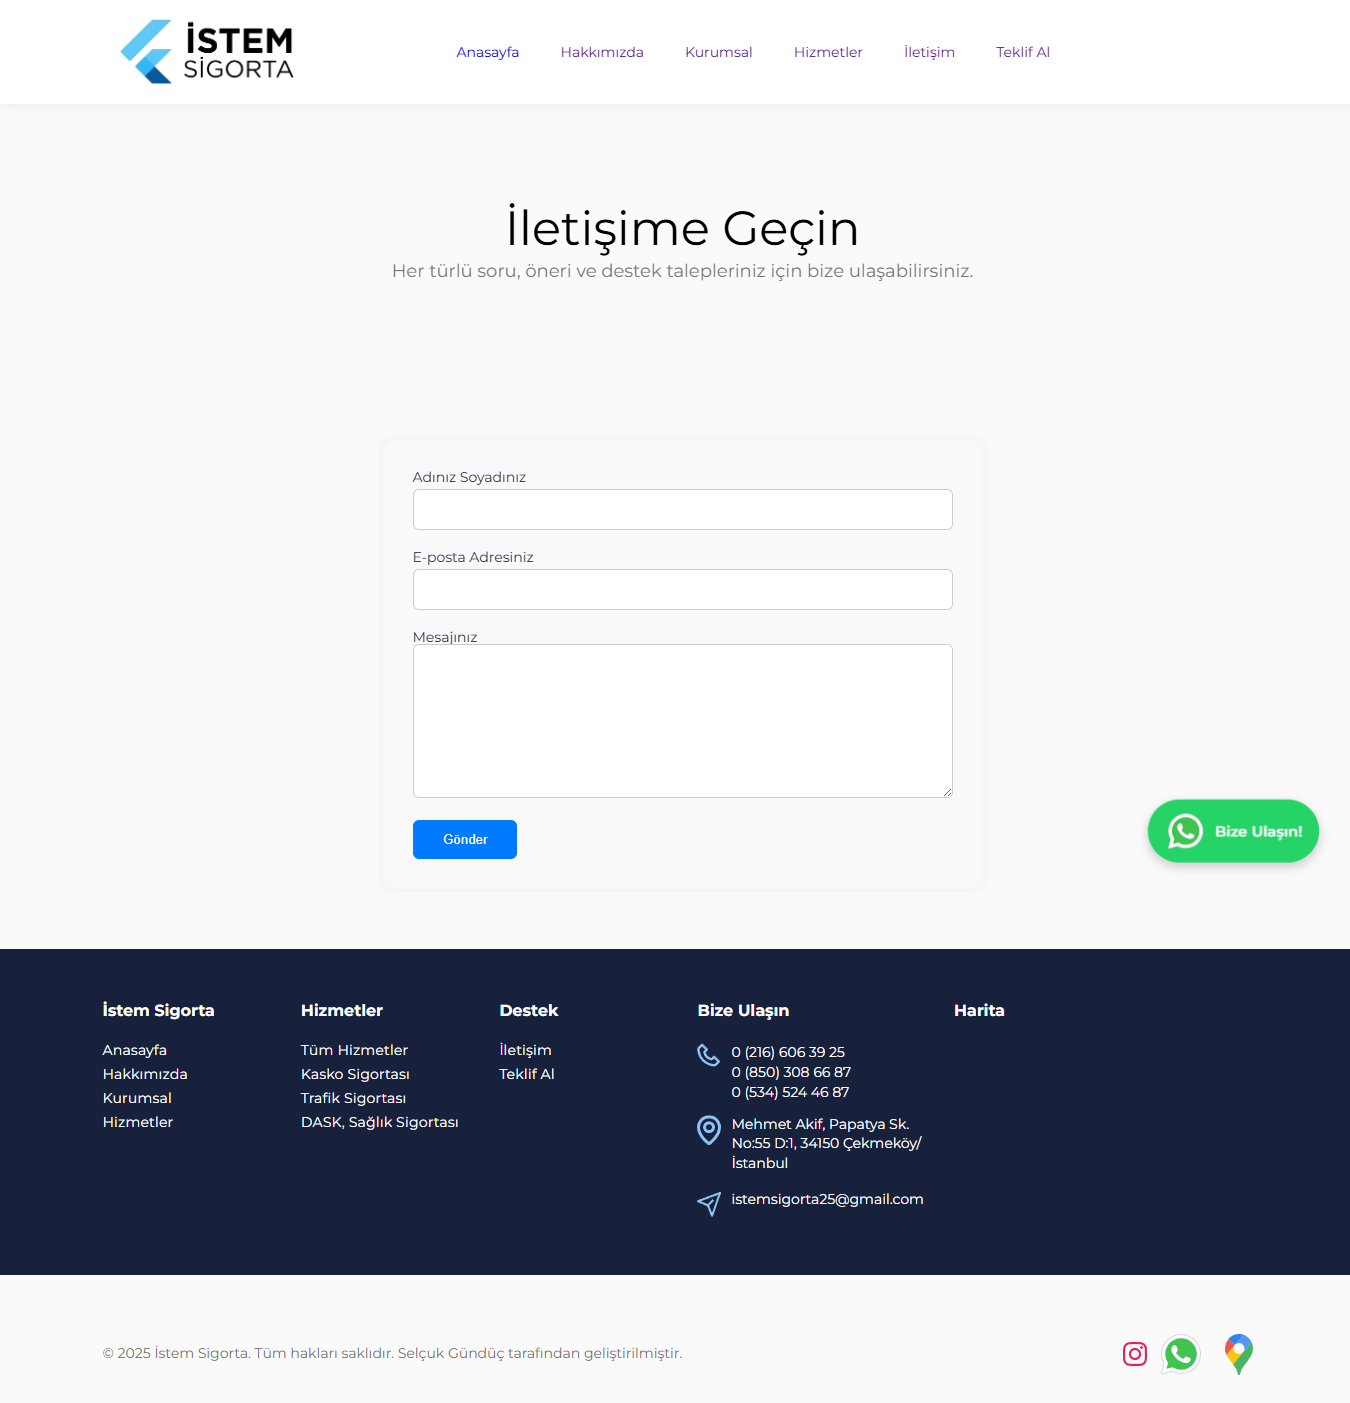 İSTEM
SİGORTA
Anasayfa
Hakkımızda
Kurumsal
Hizmetler
İletişim
Teklif Al
İletişime Geçin
Her türlü soru, öneri ve destek talepleriniz için bize ulaşabilirsiniz.
Adınız Soyadınız
E-posta Adresiniz
Mesajınız
Gönder
Bize Ulaşın!
İstem Sigorta
Anasayfa
Hakkımızda
Kurumsal
Hizmetler
Hizmetler
Tüm Hizmetler
Kasko Sigortası
Trafik Sigortası
DASK, Sağlık Sigortası
Destek
İletişim
Teklif Al
Bize Ulaşın
0 (216) 606 39 25
0 (850) 308 66 87
0 (534) 524 46 87
Mehmet Akif, Papatya Sk.
No:55 D:1, 34150 Çekmeköy/
İstanbul
istemsigorta25@gmail.com
Harita
© 2025 İstem Sigorta. Tüm hakları saklıdır. Selçuk Gündüç tarafından geliştirilmiştir.